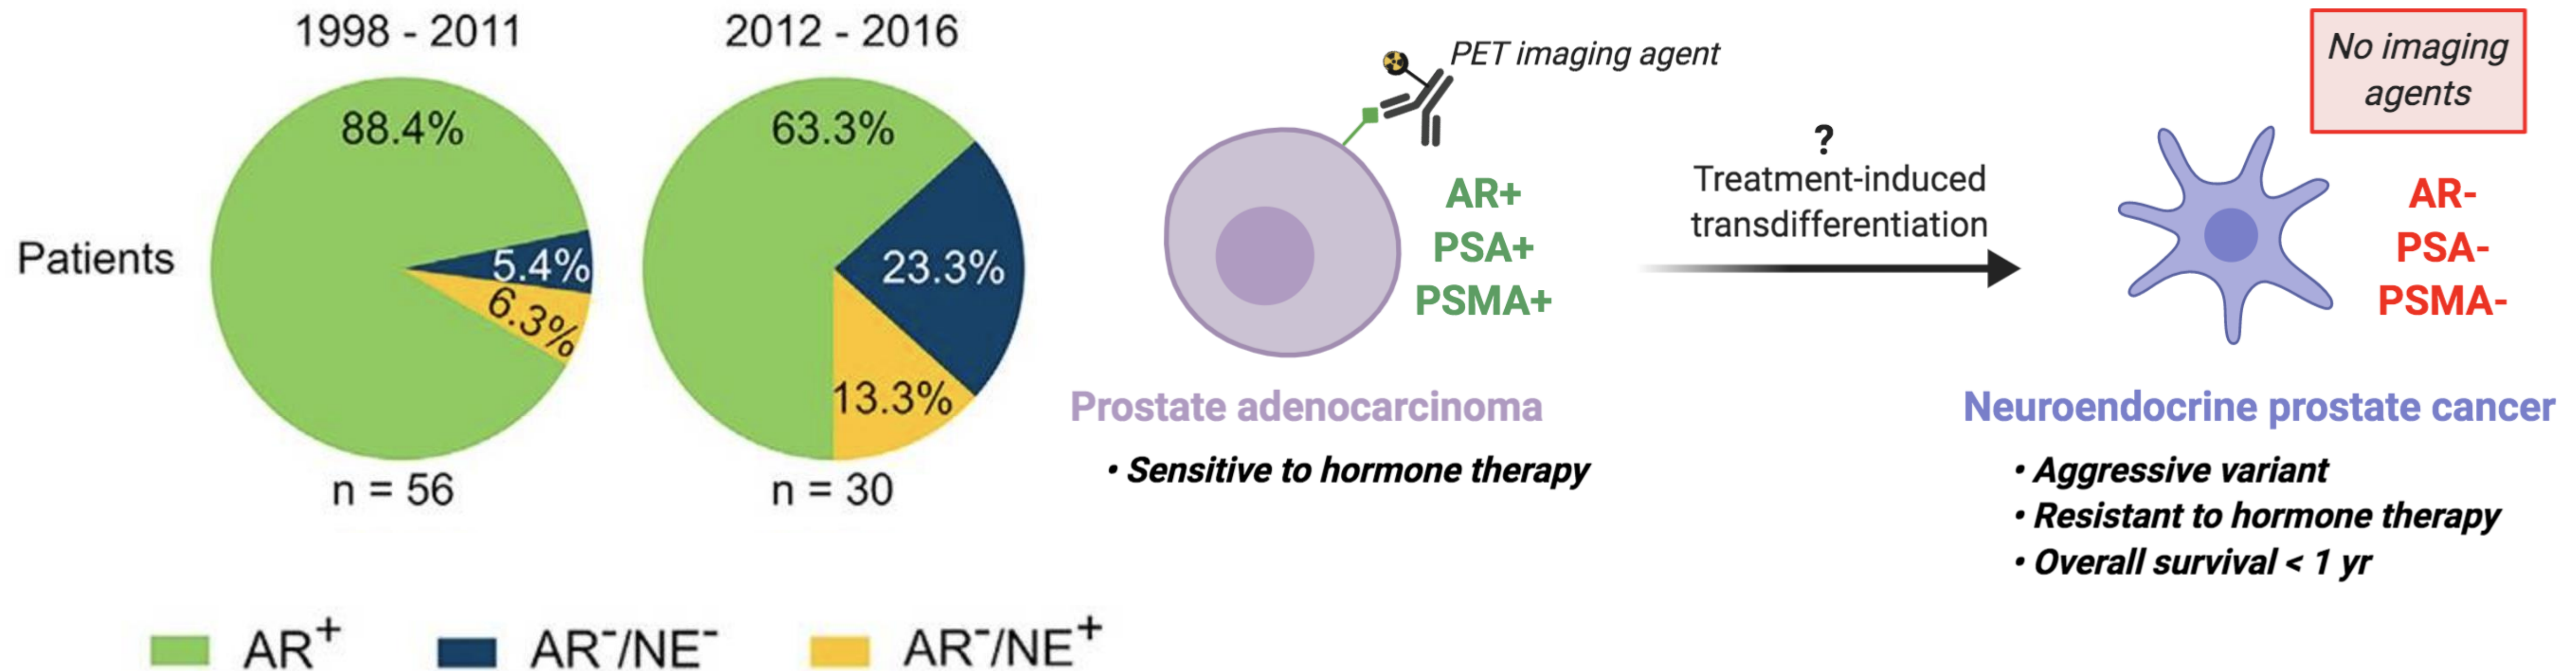 1998 - 2011
2012 - 2016
Patients
88.4%
5.4%
6.3%
63.3%
23.3%
13.3%
n = 56
n = 30
AR⁺
AR⁻/NE⁻
AR⁻/NE⁺
PET imaging agent
AR+
PSA+
PSMA+
Prostate adenocarcinoma
• Sensitive to hormone therapy
?
Treatment-induced
transdifferentiation
No imaging
agents
AR-
PSA-
PSMA-
Neuroendocrine prostate cancer
• Aggressive variant
• Resistant to hormone therapy
• Overall survival < 1 yr